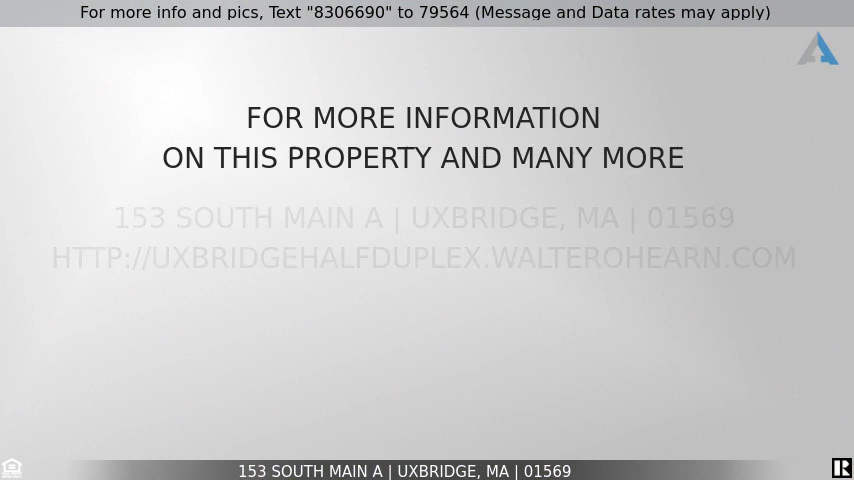 For more info and pics, Text "8306690" to 79564 (Message and Data rates may apply)
FOR MORE INFORMATION
ON THIS PROPERTY AND MANY MORE
153 SOUTH MAIN A | UXBRIDGE, MA | 01569
HTTP://UXBRIDGEHALFDUPLEX.WALTEROHEARN.COM
153 SOUTH MAIN A | UXBRIDGE, MA | 01569